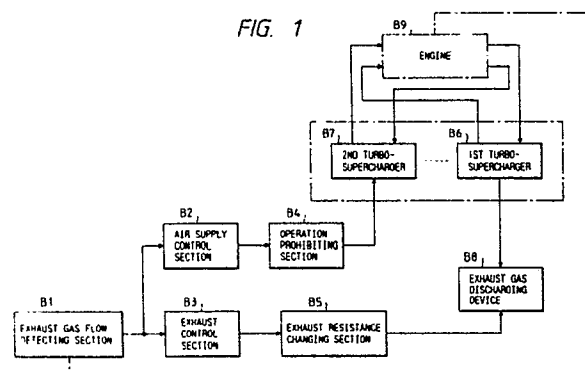 FIG. 1
B9
ENGINE
B7
2ND TURBO-
SUPERCHARGER
B6
1ST TURBO-
SUPERCHARGER
B2
AIR SUPPLY
CONTROL
SECTION
B4
OPERATION
PROHIBITING
SECTION
B8
EXHAUST GAS
DISCHARGING
DEVICE
B1
EXHAUST GAS FLOW
DETECTING SECTION
B3
EXHAUST
CONTROL
SECTION
B5
EXHAUST RESISTANCE
CHANGING SECTION